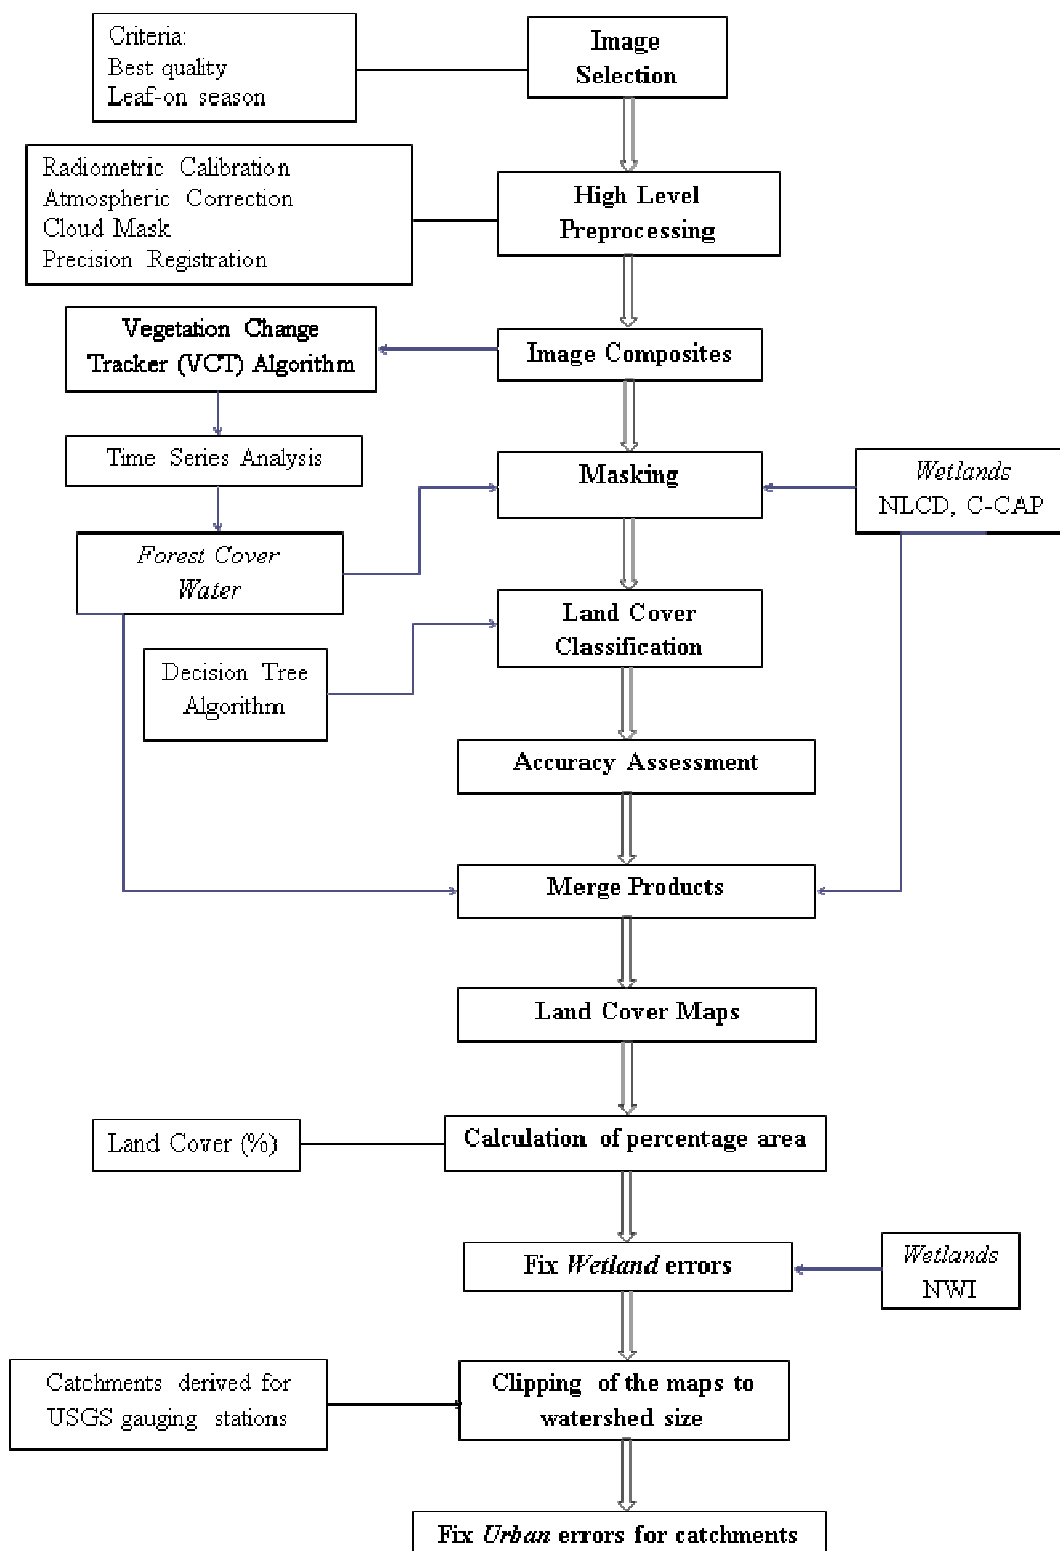 Criteria:
Best quality
Leaf-on season
Image
Selection
Radiometric Calibration
Atmospheric Correction
Cloud Mask
Precision Registration
High Level
Preprocessing
Vegetation Change
Tracker (VCT) Algorithm
Image Composites
Time Series Analysis
Masking
Wetlands
NLCD, C-CAP
Forest Cover
Water
Land Cover
Classification
Decision Tree
Algorithm
Accuracy Assessment
Merge Products
Land Cover Maps
Land Cover (%)
Calculation of percentage area
Fix Wetland errors
Wetlands
NWI
Catchments derived for
USGS gauging stations
Clipping of the maps to
watershed size
Fix Urban errors for catchments